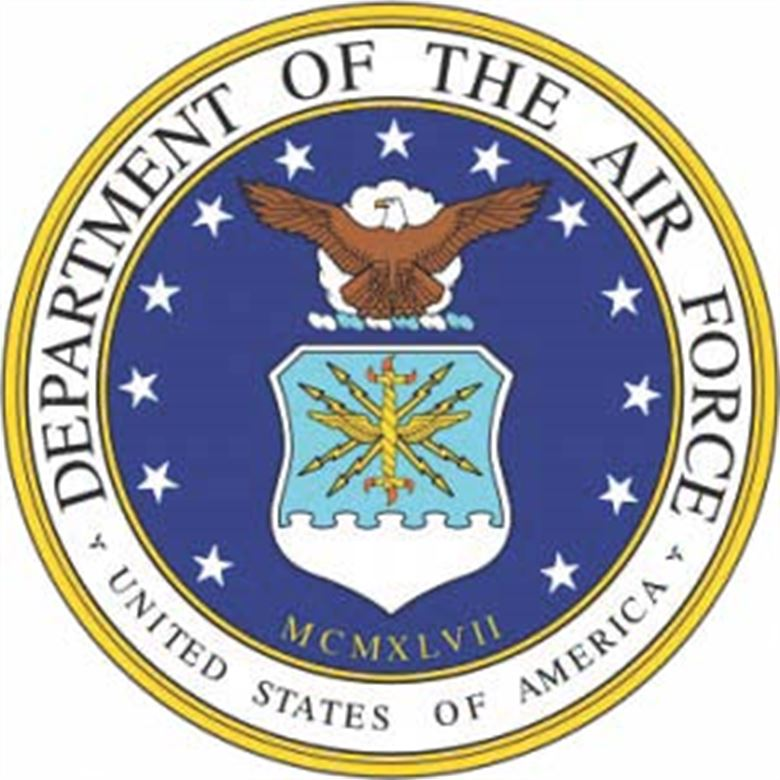 DEPARTMENT OF THE AIR FORCE
MCMXLVII
UNITED STATES OF AMERICA